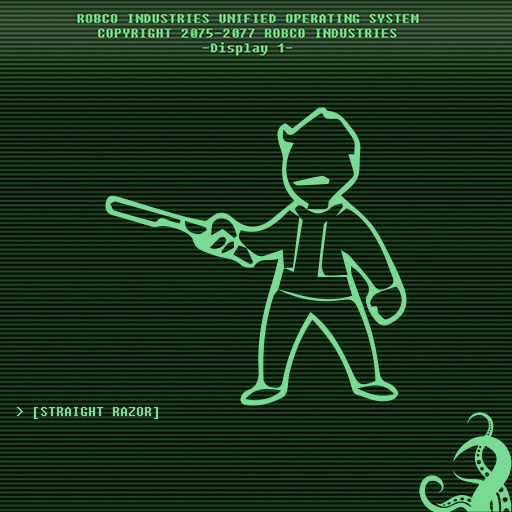 ROBCO INDUSTRIES UNIFIED OPERATING SYSTEM
COPYRIGHT 2075-2077 ROBCO INDUSTRIES
-Display 1-
> [STRAIGHT RAZOR]